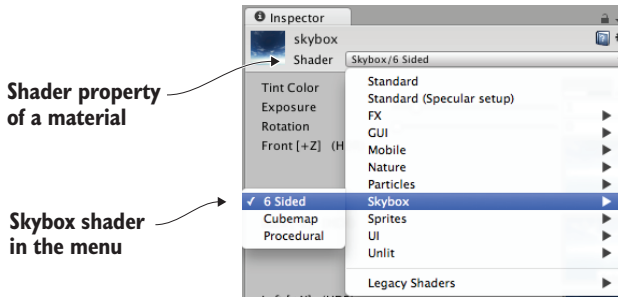 Inspector
skybox
Shader Skybox/6 Sided
Shader property
of a material
Tint Color
Exposure
Rotation
Front [+Z] (H
Standard
Standard (Specular setup)
FX
GUI
Mobile
Nature
Particles
Skybox
Sprites
UI
Unlit
Legacy Shaders
Skybox shader
in the menu
✓ 6 Sided
Cubemap
Procedural